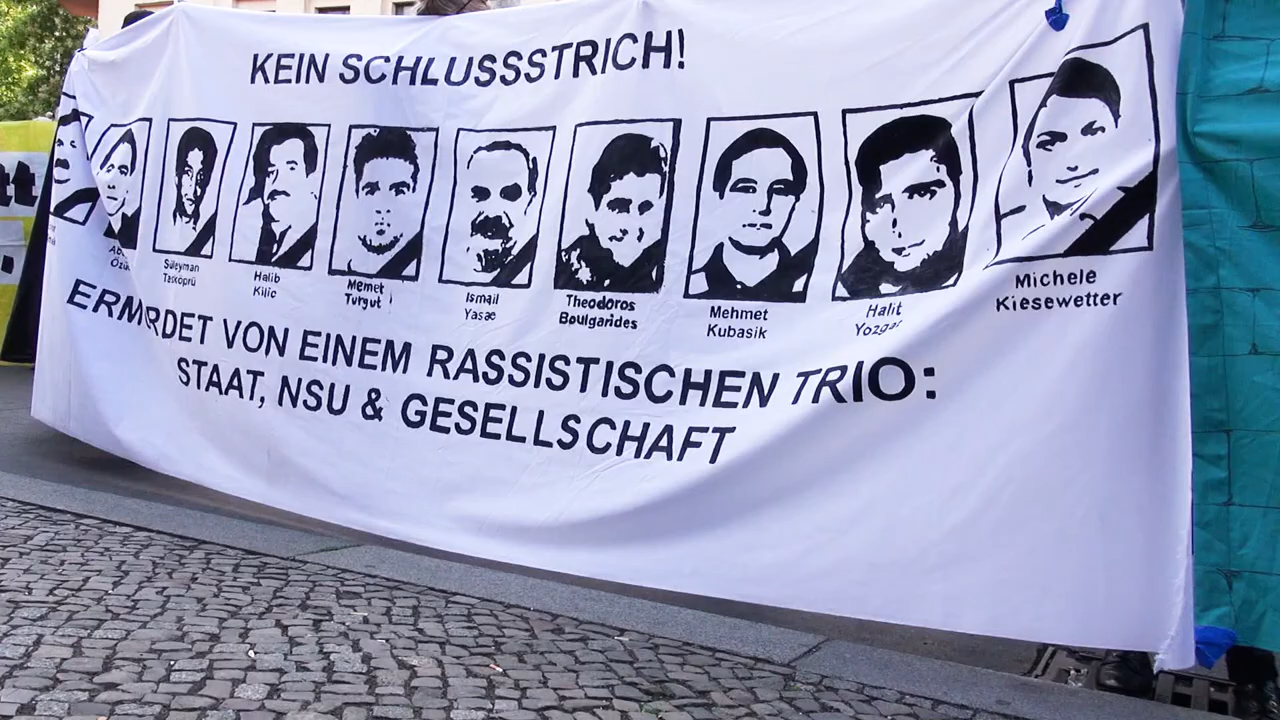 KEIN SCHLUSSSTRICH!
Süleyman
Tasköprü
Halib
Kilic
Memet
Turgut
Ismail
Yasae
Theodoros
Boulgarides
Mehmet
Kubasik
Halit
Yozgat
Michele
Kiesewetter
ERMORDET VON EINEM RASSISTISCHEN TRIO:
STAAT, NSU & GESELLSCHAFT